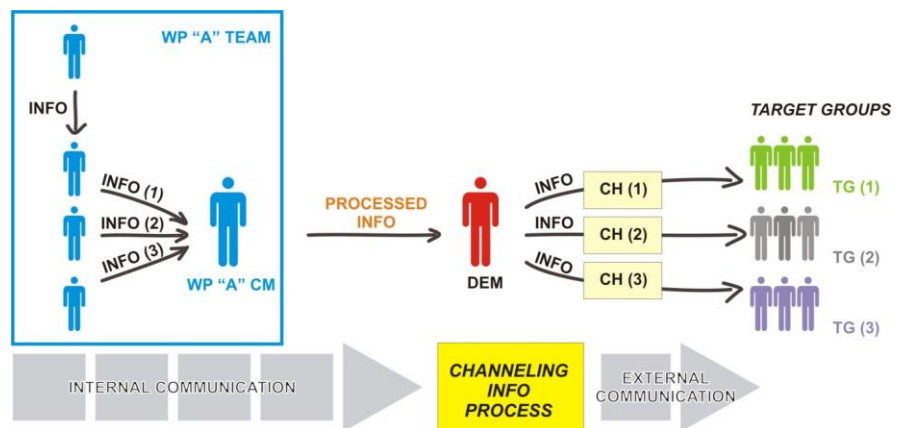 WP “A” TEAM
INFO
INFO (1)
INFO (2)
INFO (3)
WP “A” CM
PROCESSED
INFO
DEM
INFO
CH (1)
INFO
CH (2)
INFO
CH (3)
TARGET GROUPS
TG (1)
TG (2)
TG (3)
INTERNAL COMMUNICATION
CHANNELING
INFO
PROCESS
EXTERNAL
COMMUNICATION